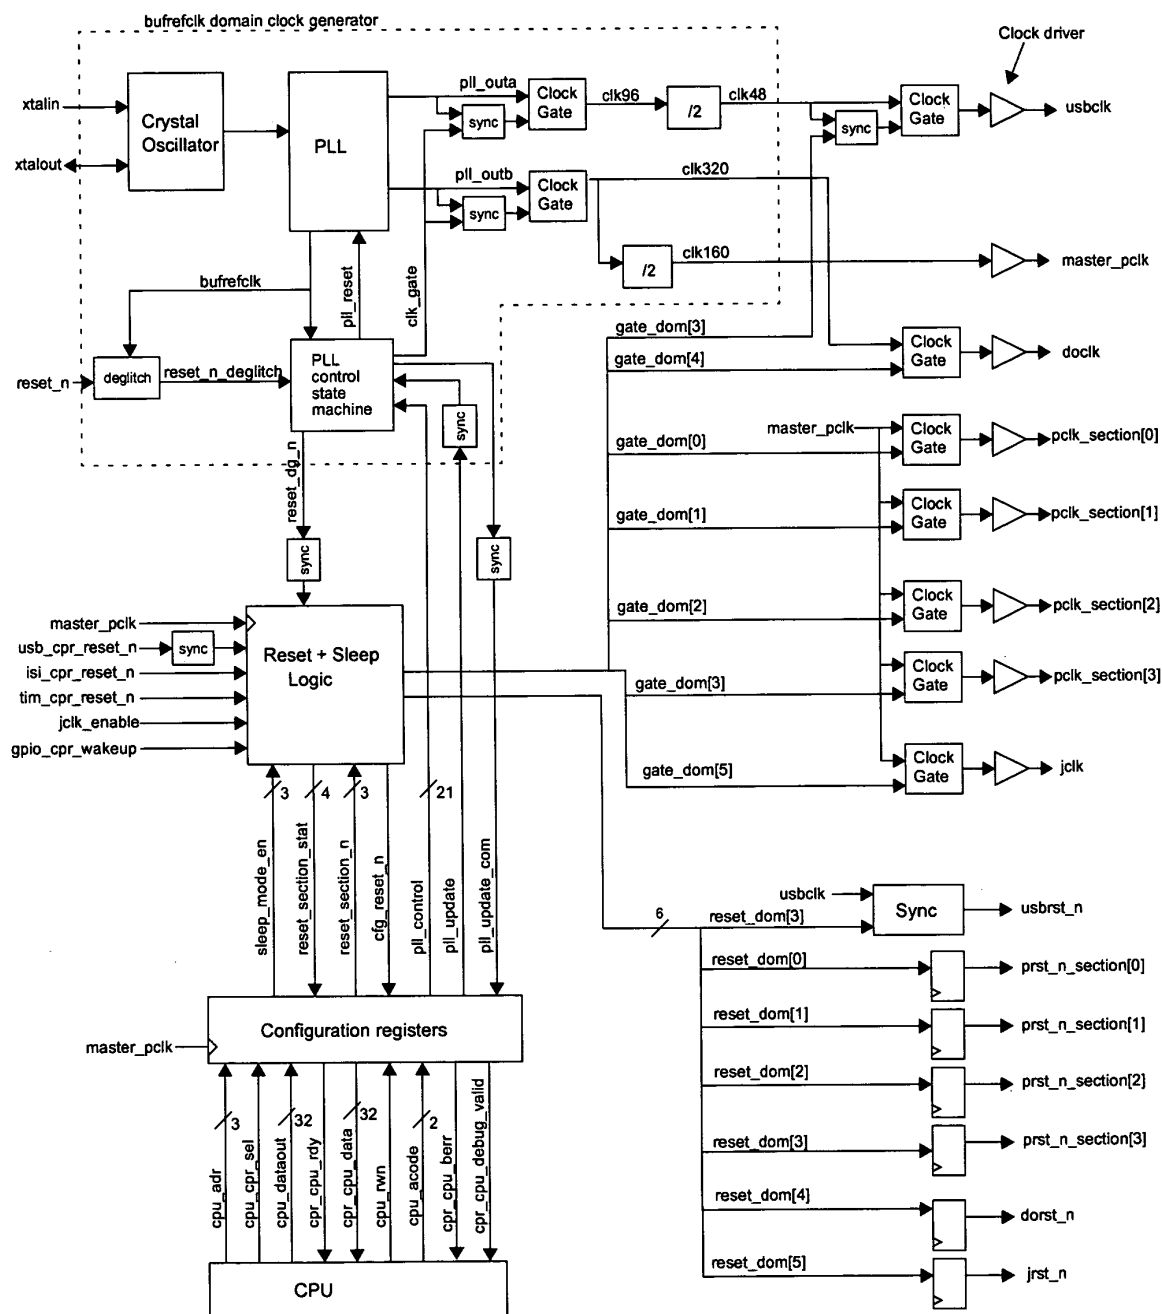 bufrefclk domain clock generator
Clock driver
xtalin
xtalout
Crystal
Oscillator
PLL
pll_outa
sync
Clock
Gate
clk96
/2
clk48
sync
Clock
Gate
usbclk
pll_outb
sync
Clock
Gate
clk320
/2
clk160
master_pclk
bufrefclk
pll_reset
clk_gate
reset_n
deglitch
reset_n_deglitch
PLL
control
state
machine
sync
gate_dom[3]
gate_dom[4]
Clock
Gate
doclk
master_pclk
gate_dom[0]
Clock
Gate
pclk_section[0]
reset_dg_n
sync
sync
gate_dom[1]
Clock
Gate
pclk_section[1]
gate_dom[2]
Clock
Gate
pclk_section[2]
gate_dom[3]
Clock
Gate
pclk_section[3]
gate_dom[5]
Clock
Gate
jclk
master_pclk
usb_cpr_reset_n
sync
isi_cpr_reset_n
tim_cpr_reset_n
jclk_enable
gpio_cpr_wakeup
Reset + Sleep
Logic
3
4
3
21
sleep_mode_en
reset_section_stat
reset_section_n
cfg_reset_n
pll_control
pll_update
pll_update_com
6
usbclk
reset_dom[3]
Sync
usbrst_n
reset_dom[0]
prst_n_section[0]
reset_dom[1]
prst_n_section[1]
reset_dom[2]
prst_n_section[2]
reset_dom[3]
prst_n_section[3]
reset_dom[4]
dorst_n
reset_dom[5]
jrst_n
Configuration registers
master_pclk
3
32
32
2
cpu_adr
cpu_cpr_sel
cpu_dataout
cpr_cpu_rdy
cpr_cpu_data
cpu_rwn
cpu_acode
cpr_cpu_berr
cpr_cpu_debug_valid
CPU